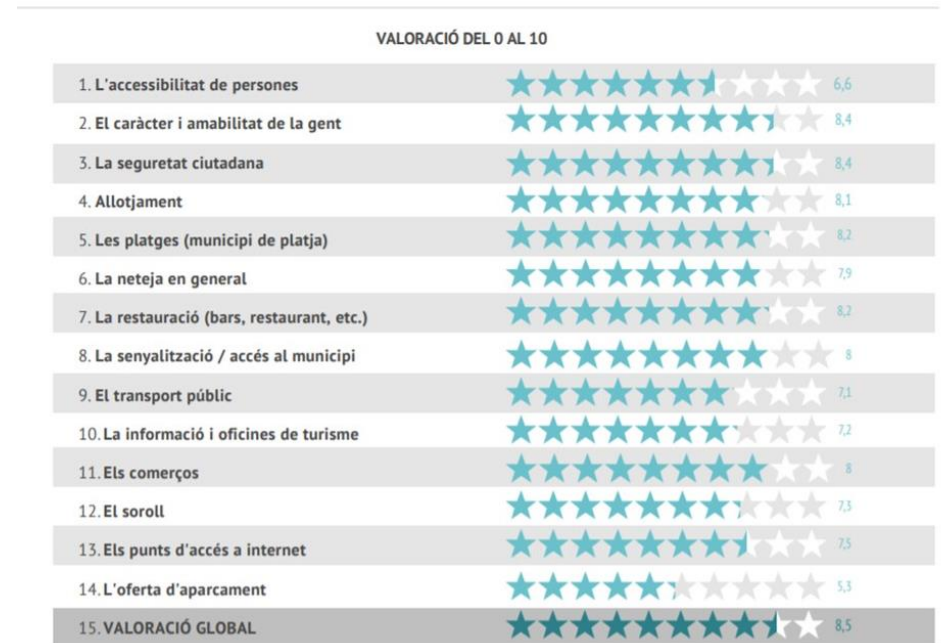 VALORACIÓ DEL 0 AL 10
1. L'accessibilitat de persones 6,6
2. El caràcter i amabilitat de la gent 8,4
3. La seguretat ciutadana 8,4
4. Allotjament 8,1
5. Les platges (municipi de platja) 8,2
6. La neteja en general 7,9
7. La restauració (bars, restaurant, etc.) 8,2
8. La senyalització / accés al municipi 8
9. El transport públic 7,1
10. La informació i oficines de turisme 7,2
11. Els comerços 8
12. El soroll 7,3
13. Els punts d'accés a internet 7,5
14. L'oferta d'aparcament 5,3
15. VALORACIÓ GLOBAL 8,5